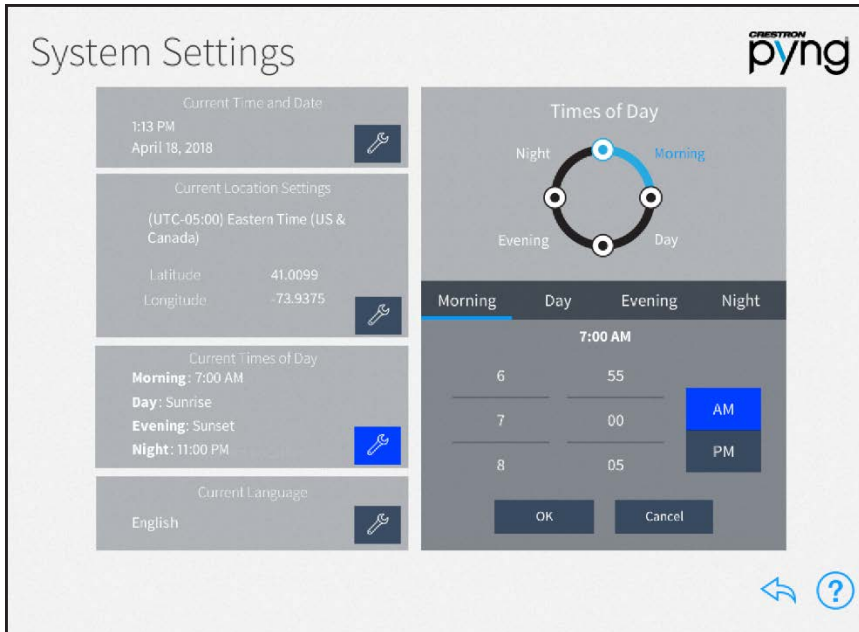 System Settings
CRESTRON
pyng
Current Time and Date
1:13 PM
April 18, 2018
Current Location Settings
(UTC-05:00) Eastern Time (US &
Canada)
Latitude 41.0099
Longitude -73.9375
Current Times of Day
Morning: 7:00 AM
Day: Sunrise
Evening: Sunset
Night: 11:00 PM
Current Language
English
Times of Day
Night Morning
Evening Day
Morning Day Evening Night
7:00 AM
6 55
7 00
8 05
AM
PM
OK Cancel
?